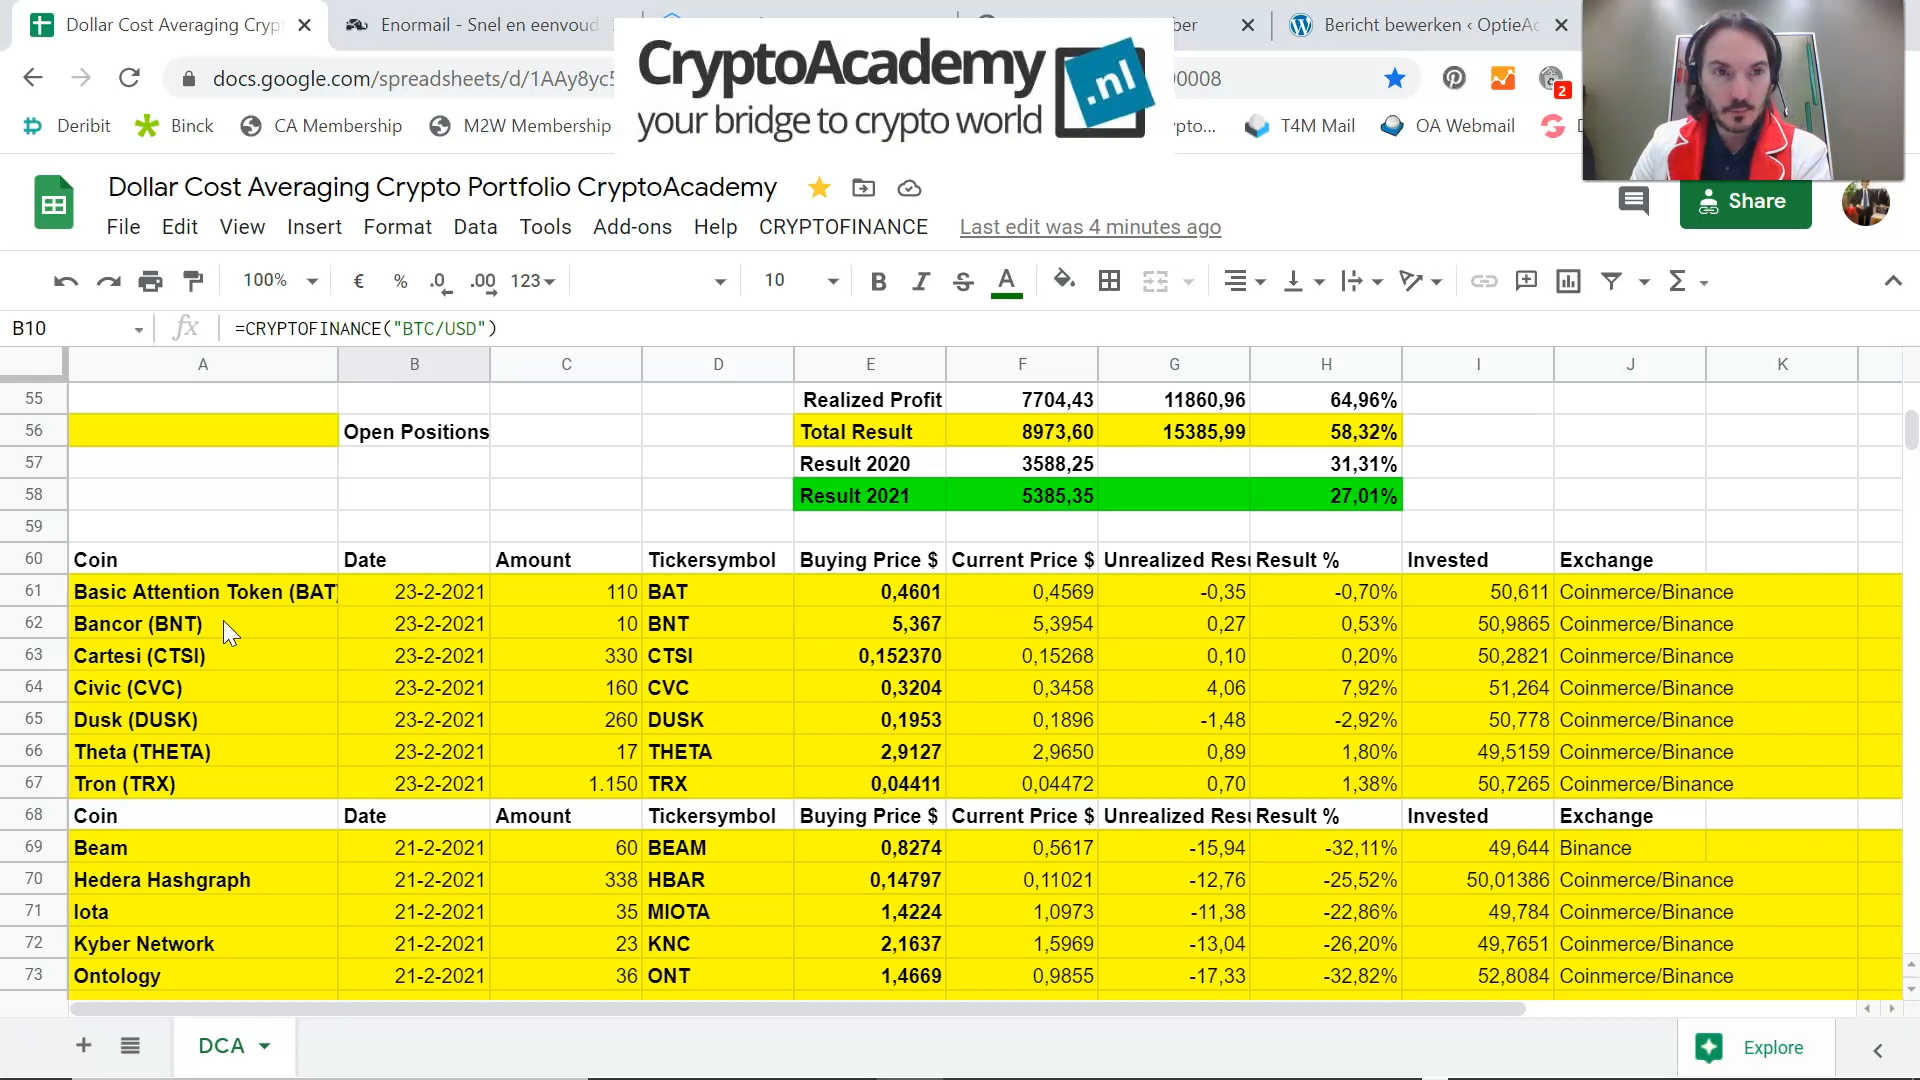 Dollar Cost Averaging Cryp
Enormail - Snel en eenvoud
ber
Bericht bewerken ‹ OptieAc
docs.google.com/spreadsheets/d/1AAy8yc5
00008
2
CryptoAcademy
.nl
your bridge to crypto world
Deribit
Binck
CA Membership
M2W Membership
pto...
T4M Mail
OA Webmail
Dollar Cost Averaging Crypto Portfolio CryptoAcademy
Share
File Edit View Insert Format Data Tools Add-ons Help CRYPTOFINANCE Last edit was 4 minutes ago
100% € % .0 .00 123 10 B I S A
B10 fx =CRYPTOFINANCE("BTC/USD")
A B C D E F G H I J K
55 Realized Profit 7704,43 11860,96 64,96%
56 Open Positions Total Result 8973,60 15385,99 58,32%
57 Result 2020 3588,25 31,31%
58 Result 2021 5385,35 27,01%
59
60 Coin Date Amount Tickersymbol Buying Price $ Current Price $ Unrealized Resu Result % Invested Exchange
61 Basic Attention Token (BAT) 23-2-2021 110 BAT 0,4601 0,4569 -0,35 -0,70% 50,611 Coinmerce/Binance
62 Bancor (BNT) 23-2-2021 10 BNT 5,367 5,3954 0,27 0,53% 50,9865 Coinmerce/Binance
63 Cartesi (CTSI) 23-2-2021 330 CTSI 0,152370 0,15268 0,10 0,20% 50,2821 Coinmerce/Binance
64 Civic (CVC) 23-2-2021 160 CVC 0,3204 0,3458 4,06 7,92% 51,264 Coinmerce/Binance
65 Dusk (DUSK) 23-2-2021 260 DUSK 0,1953 0,1896 -1,48 -2,92% 50,778 Coinmerce/Binance
66 Theta (THETA) 23-2-2021 17 THETA 2,9127 2,9650 0,89 1,80% 49,5159 Coinmerce/Binance
67 Tron (TRX) 23-2-2021 1.150 TRX 0,04411 0,04472 0,70 1,38% 50,7265 Coinmerce/Binance
68 Coin Date Amount Tickersymbol Buying Price $ Current Price $ Unrealized Resu Result % Invested Exchange
69 Beam 21-2-2021 60 BEAM 0,8274 0,5617 -15,94 -32,11% 49,644 Binance
70 Hedera Hashgraph 21-2-2021 338 HBAR 0,14797 0,11021 -12,76 -25,52% 50,01386 Coinmerce/Binance
71 Iota 21-2-2021 35 MIOTA 1,4224 1,0973 -11,38 -22,86% 49,784 Coinmerce/Binance
72 Kyber Network 21-2-2021 23 KNC 2,1637 1,5969 -13,04 -26,20% 49,7651 Coinmerce/Binance
73 Ontology 21-2-2021 36 ONT 1,4669 0,9855 -17,33 -32,82% 52,8084 Coinmerce/Binance
DCA
Explore